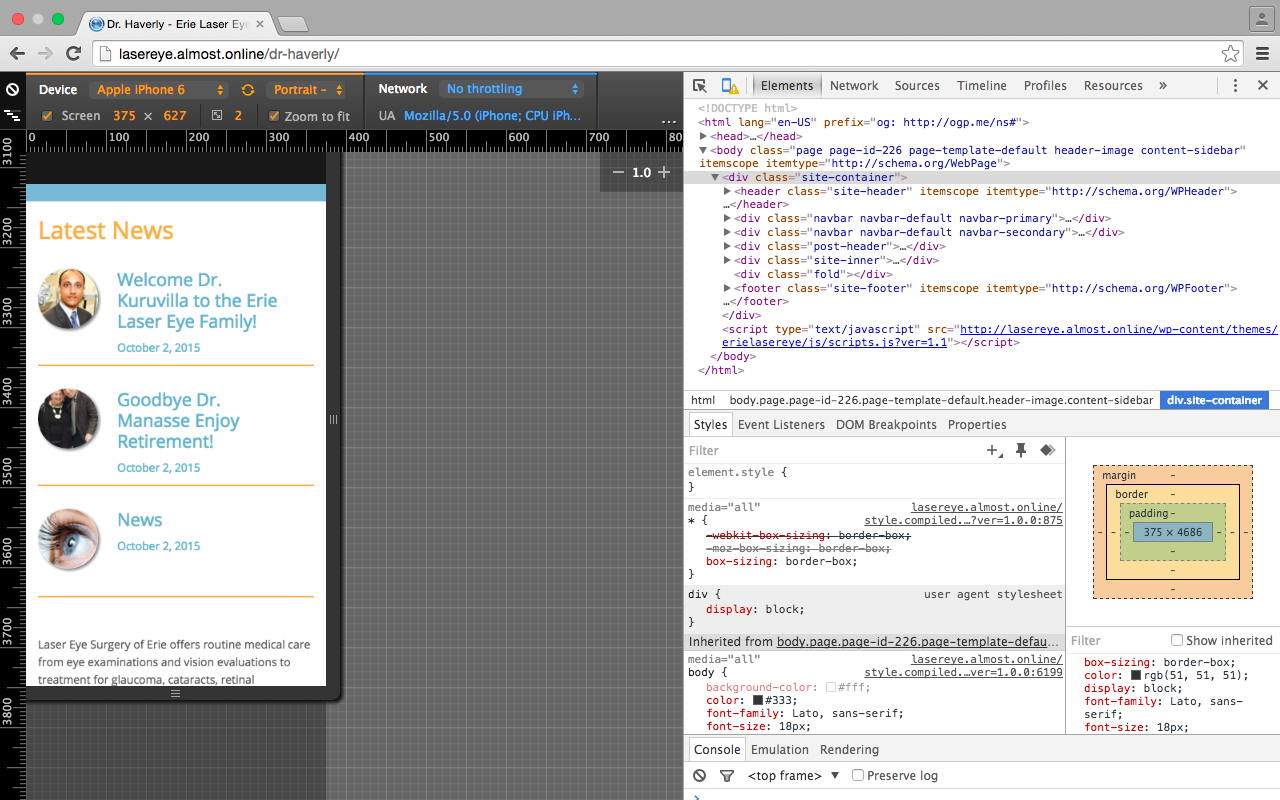 Dr. Haverly - Erie Laser Eye
lasereye.almost.online/dr-haverly/
Device Apple iPhone 6 Portrait - Network No throttling
Screen 375 × 627 2 Zoom to fit UA Mozilla/5.0 (iPhone; CPU iPh... ...
0 100 200 300 400 500 600 700 80
3100
3200
3300
3400
3500
3600
3700
3800
1.0
Latest News
Welcome Dr.
Kuruvilla to the Erie
Laser Eye Family!
October 2, 2015
Goodbye Dr.
Manasse Enjoy
Retirement!
October 2, 2015
News
October 2, 2015
Laser Eye Surgery of Erie offers routine medical care
from eye examinations and vision evaluations to
treatment for glaucoma, cataracts, retinal
Elements Network Sources Timeline Profiles Resources »
<!DOCTYPE html>
<html lang="en-US" prefix="og: http://ogp.me/ns#">
<head>…</head>
<body class="page page-id-226 page-template-default header-image content-sidebar"
itemscope itemtype="http://schema.org/WebPage">
<div class="site-container">
<header class="site-header" itemscope itemtype="http://schema.org/WPHeader">
…</header>
<div class="navbar navbar-default navbar-primary">…</div>
<div class="navbar navbar-default navbar-secondary">…</div>
<div class="post-header">…</div>
<div class="site-inner">…</div>
<div class="fold"></div>
<footer class="site-footer" itemscope itemtype="http://schema.org/WPFooter">
…</footer>
</div>
<script type="text/javascript" src="http://lasereye.almost.online/wp-content/themes/
erielasereye/js/scripts.js?ver=1.1"></script>
</body>
</html>
html body.page.page-id-226.page-template-default.header-image.content-sidebar div.site-container
Styles Event Listeners DOM Breakpoints Properties
Filter
element.style {
}
media="all" lasereye.almost.online/
* { style.compiled.…?ver=1.0.0:875
-webkit-box-sizing: border-box;
-moz-box-sizing: border-box;
box-sizing: border-box;
}
div { user agent stylesheet
display: block;
}
Inherited from body.page.page-id-226.page-template-defau…
media="all" lasereye.almost.online/
body { style.compiled.…ver=1.0.0:6199
background-color: #fff;
color: #333;
font-family: Lato, sans-serif;
font-size: 18px;
margin -
border -
padding -
- - - 375 × 4686 - - -
-
-
-
Filter Show inherited
box-sizing: border-box;
color: rgb(51, 51, 51);
display: block;
font-family: Lato, sans-
serif;
font-size: 18px;
Console Emulation Rendering
<top frame> ▼ Preserve log